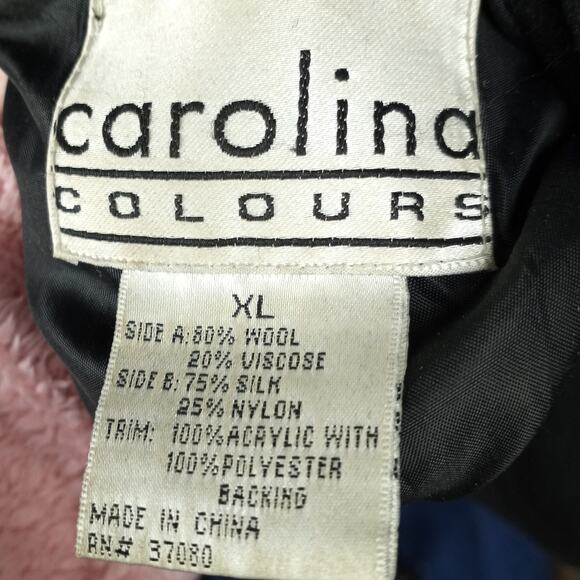 carolina
COLOURS
XL
SIDE A: 80% WOOL
20% VISCOSE
SIDE B: 75% SILK
25% NYLON
TRIM: 100% ACRYLIC WITH
100% POLYESTER
BACKING
MADE IN CHINA
RN# 37080